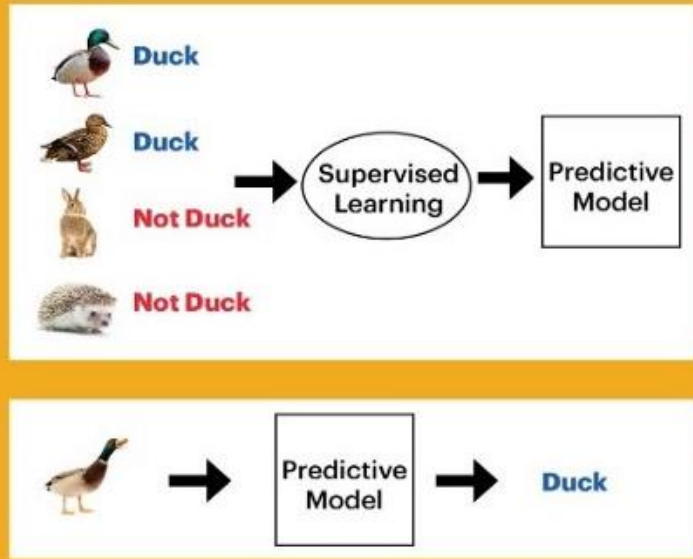 Duck
Duck
Not Duck
Not Duck
Supervised
Learning
Predictive
Model
Predictive
Model
Duck